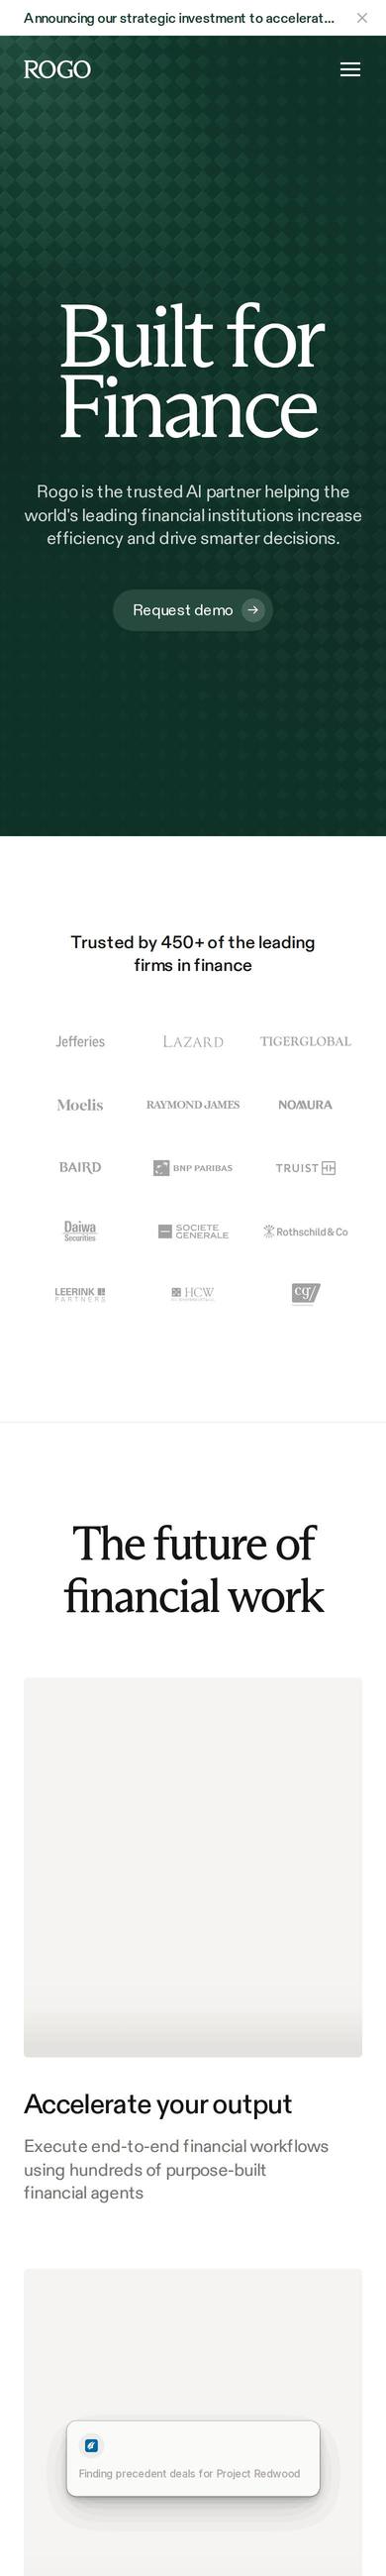 Announcing our strategic investment to accelerat...
ROGO
Built for
Finance
Rogo is the trusted AI partner helping the
world's leading financial institutions increase
efficiency and drive smarter decisions.
Request demo
Trusted by 450+ of the leading
firms in finance
Jefferies
LAZARD
TIGERGLOBAL
Moelis
RAYMOND JAMES
NOMURA
BAIRD
BNP PARIBAS
TRUIST
Daiwa
Securities
SOCIETE
GENERALE
Rothschild & Co
LEERINK
PARTNERS
HCW
cg/
The future of
financial work
Accelerate your output
Execute end-to-end financial workflows
using hundreds of purpose-built
financial agents
Finding precedent deals for Project Redwood